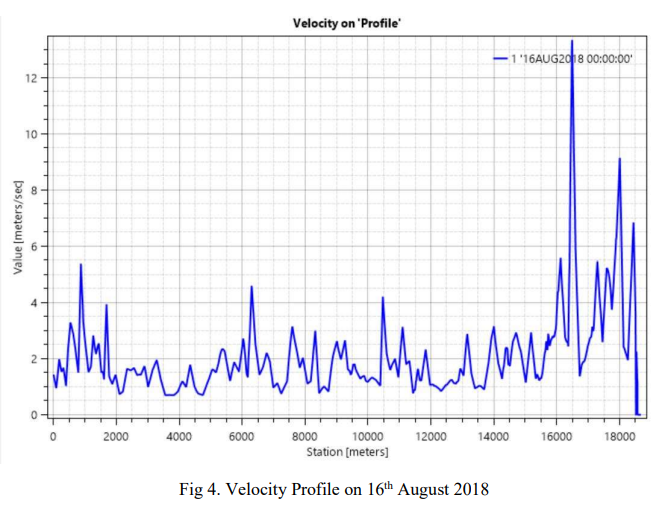 Velocity on 'Profile'
1 '16AUG2018 00:00:00'
Value [meters/sec]
12
10
8
6
4
2
0
0 2000 4000 6000 8000 10000 12000 14000 16000 18000
Station [meters]
Fig 4. Velocity Profile on 16th August 2018